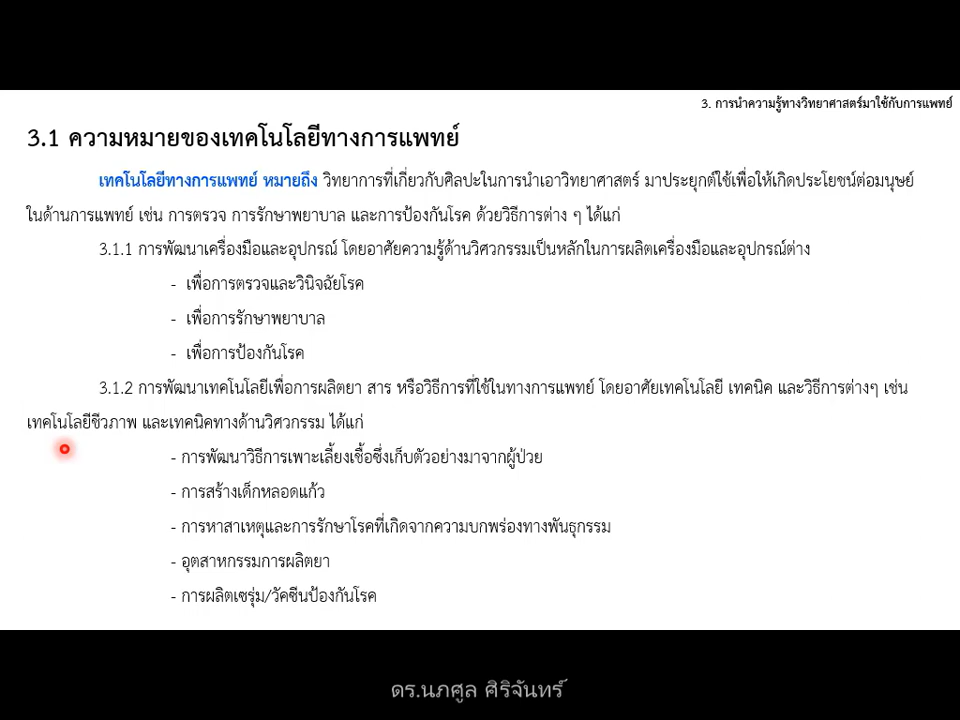 3. การนำความรู้ทางวิทยาศาสตร์มาใช้กับการแพทย์
3.1 ความหมายของเทคโนโลยีทางการแพทย์
เทคโนโลยีทางการแพทย์ หมายถึง วิทยาการที่เกี่ยวกับศิลปะในการนำเอาวิทยาศาสตร์ มาประยุกต์ใช้เพื่อให้เกิดประโยชน์ต่อมนุษย์
ในด้านการแพทย์ เช่น การตรวจ การรักษาพยาบาล และการป้องกันโรค ด้วยวิธีการต่าง ๆ ได้แก่
3.1.1 การพัฒนาเครื่องมือและอุปกรณ์ โดยอาศัยความรู้ด้านวิศวกรรมเป็นหลักในการผลิตเครื่องมือและอุปกรณ์ต่าง
- เพื่อการตรวจและวินิจฉัยโรค
- เพื่อการรักษาพยาบาล
- เพื่อการป้องกันโรค
3.1.2 การพัฒนาเทคโนโลยีเพื่อการผลิตยา สาร หรือวิธีการที่ใช้ในทางการแพทย์ โดยอาศัยเทคโนโลยี เทคนิค และวิธีการต่างๆ เช่น
เทคโนโลยีชีวภาพ และเทคนิคทางด้านวิศวกรรม ได้แก่
- การพัฒนาวิธีการเพาะเลี้ยงเชื้อซึ่งเก็บตัวอย่างมาจากผู้ป่วย
- การสร้างเด็กหลอดแก้ว
- การหาสาเหตุและการรักษาโรคที่เกิดจากความบกพร่องทางพันธุกรรม
- อุตสาหกรรมการผลิตยา
- การผลิตเซรุ่ม/วัคซีนป้องกันโรค
ดร.นภศูล ศิริจันทร์